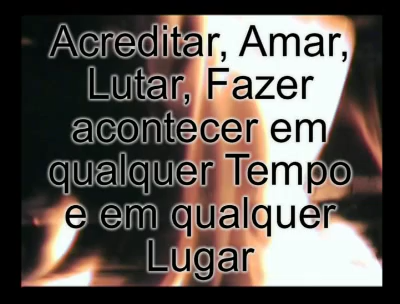 Acreditar, Amar,
Lutar, Fazer
acontecer em
qualquer Tempo
e em qualquer
Lugar